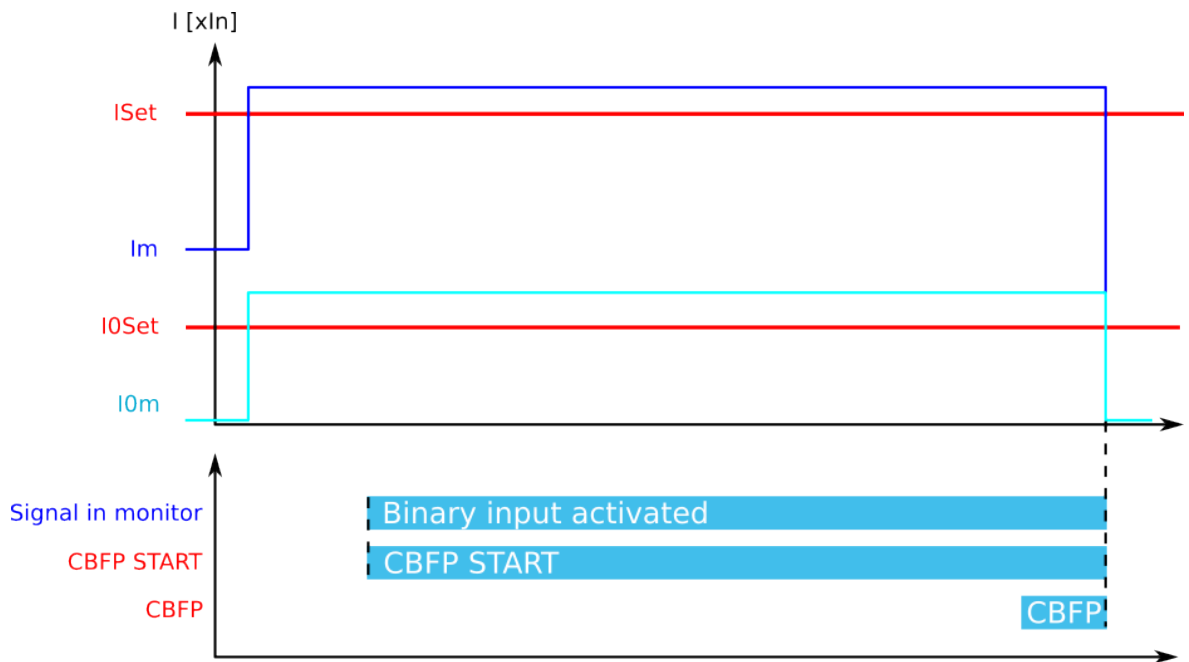 I [xIn]
ISet
Im
I0Set
I0m
Signal in monitor
Binary input activated
CBFP START
CBFP START
CBFP
CBFP